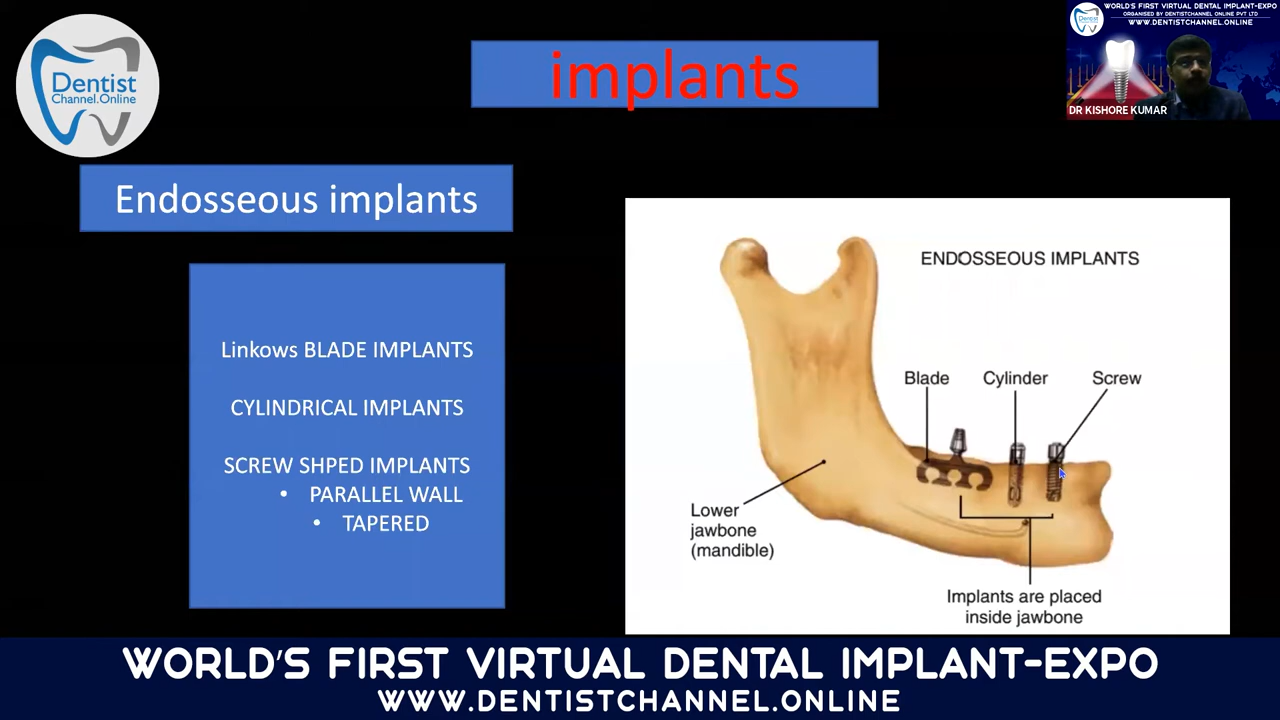 Dentist
Channel.Online
implants
WORLD'S FIRST VIRTUAL DENTAL IMPLANT-EXPO
ORGANISED BY DENTISTCHANNEL ONLINE PVT LTD
WWW.DENTISTCHANNEL.ONLINE
DR KISHORE KUMAR
Endosseous implants
Linkows BLADE IMPLANTS
CYLINDRICAL IMPLANTS
SCREW SHPED IMPLANTS
• PARALLEL WALL
• TAPERED
ENDOSSEOUS IMPLANTS
Blade
Cylinder
Screw
Lower
jawbone
(mandible)
Implants are placed
inside jawbone
WORLD'S FIRST VIRTUAL DENTAL IMPLANT-EXPO
WWW.DENTISTCHANNEL.ONLINE